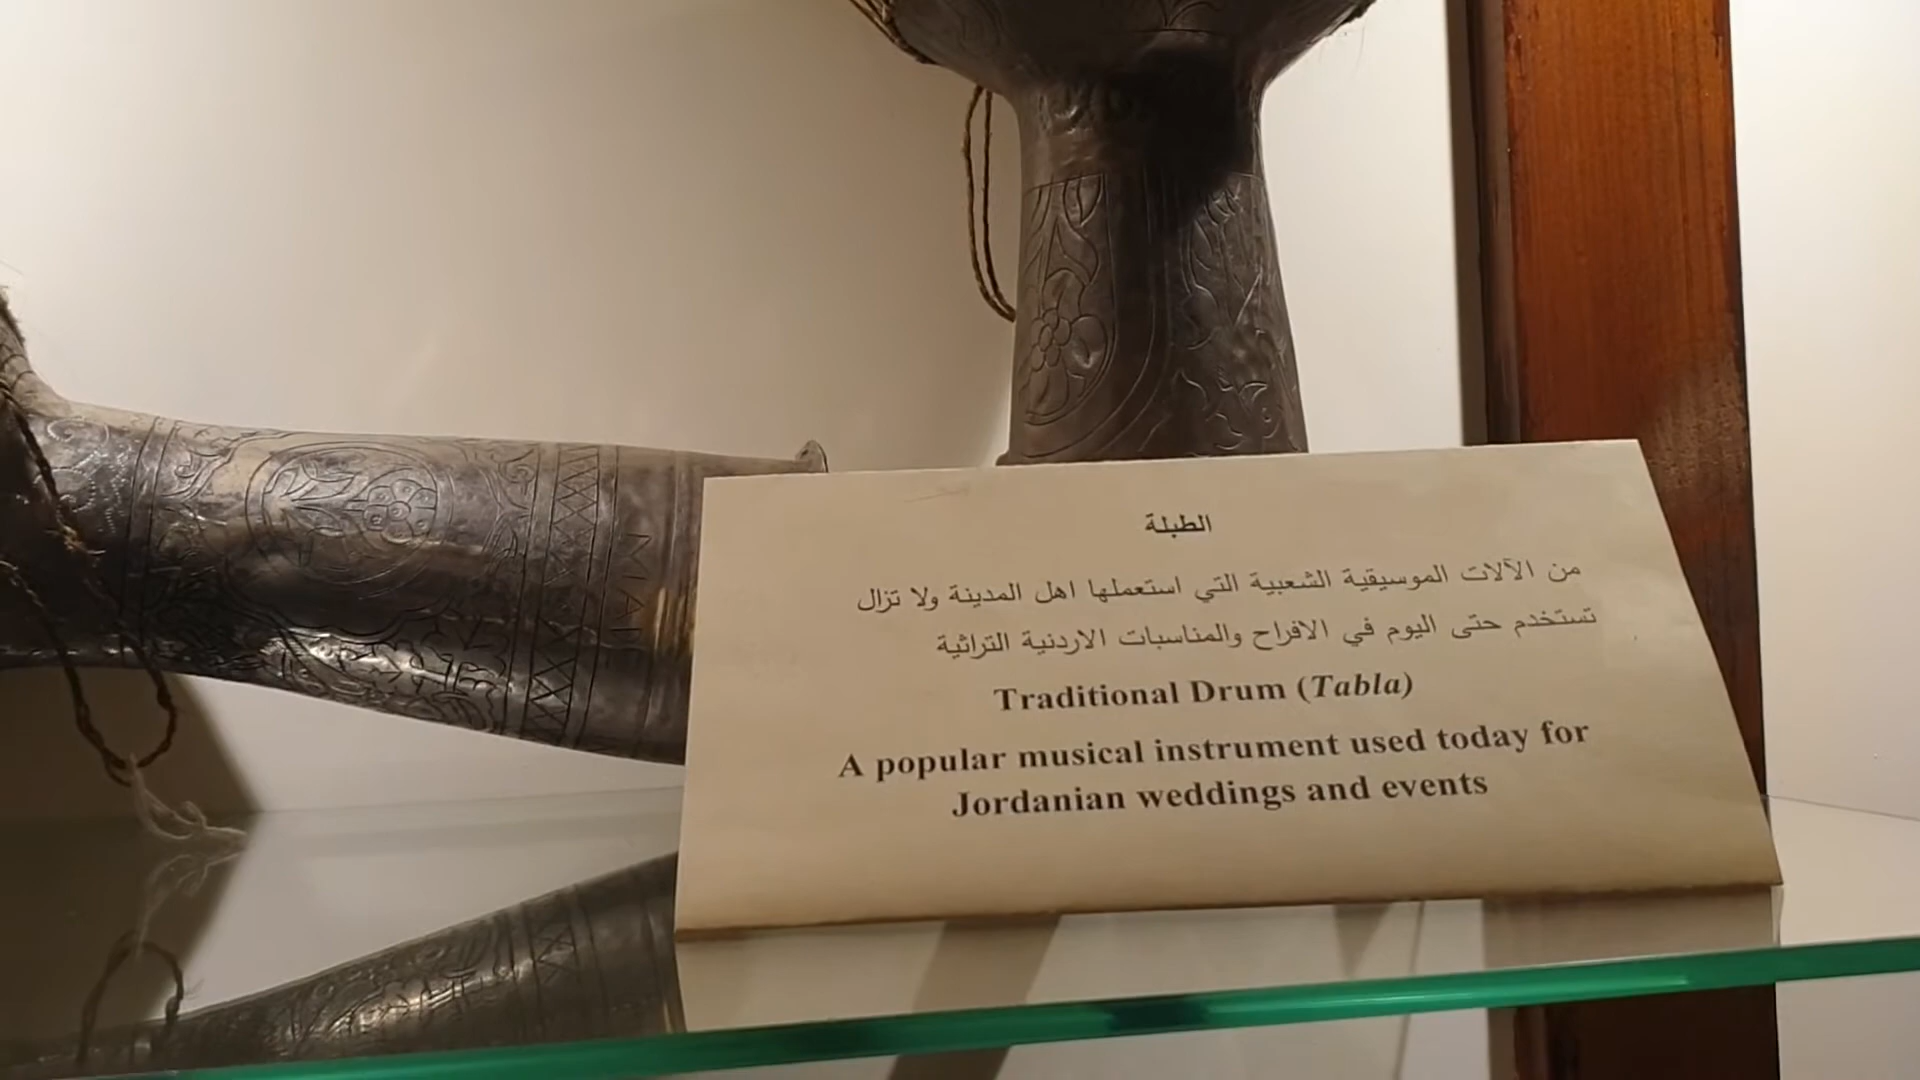 الطبلة
من الآلات الموسيقية الشعبية التي استعملها اهل المدينة ولا تزال
تستخدم حتى اليوم في الافراح والمناسبات الاردنية التراثية
Traditional Drum (Tabla)
A popular musical instrument used today for
Jordanian weddings and events